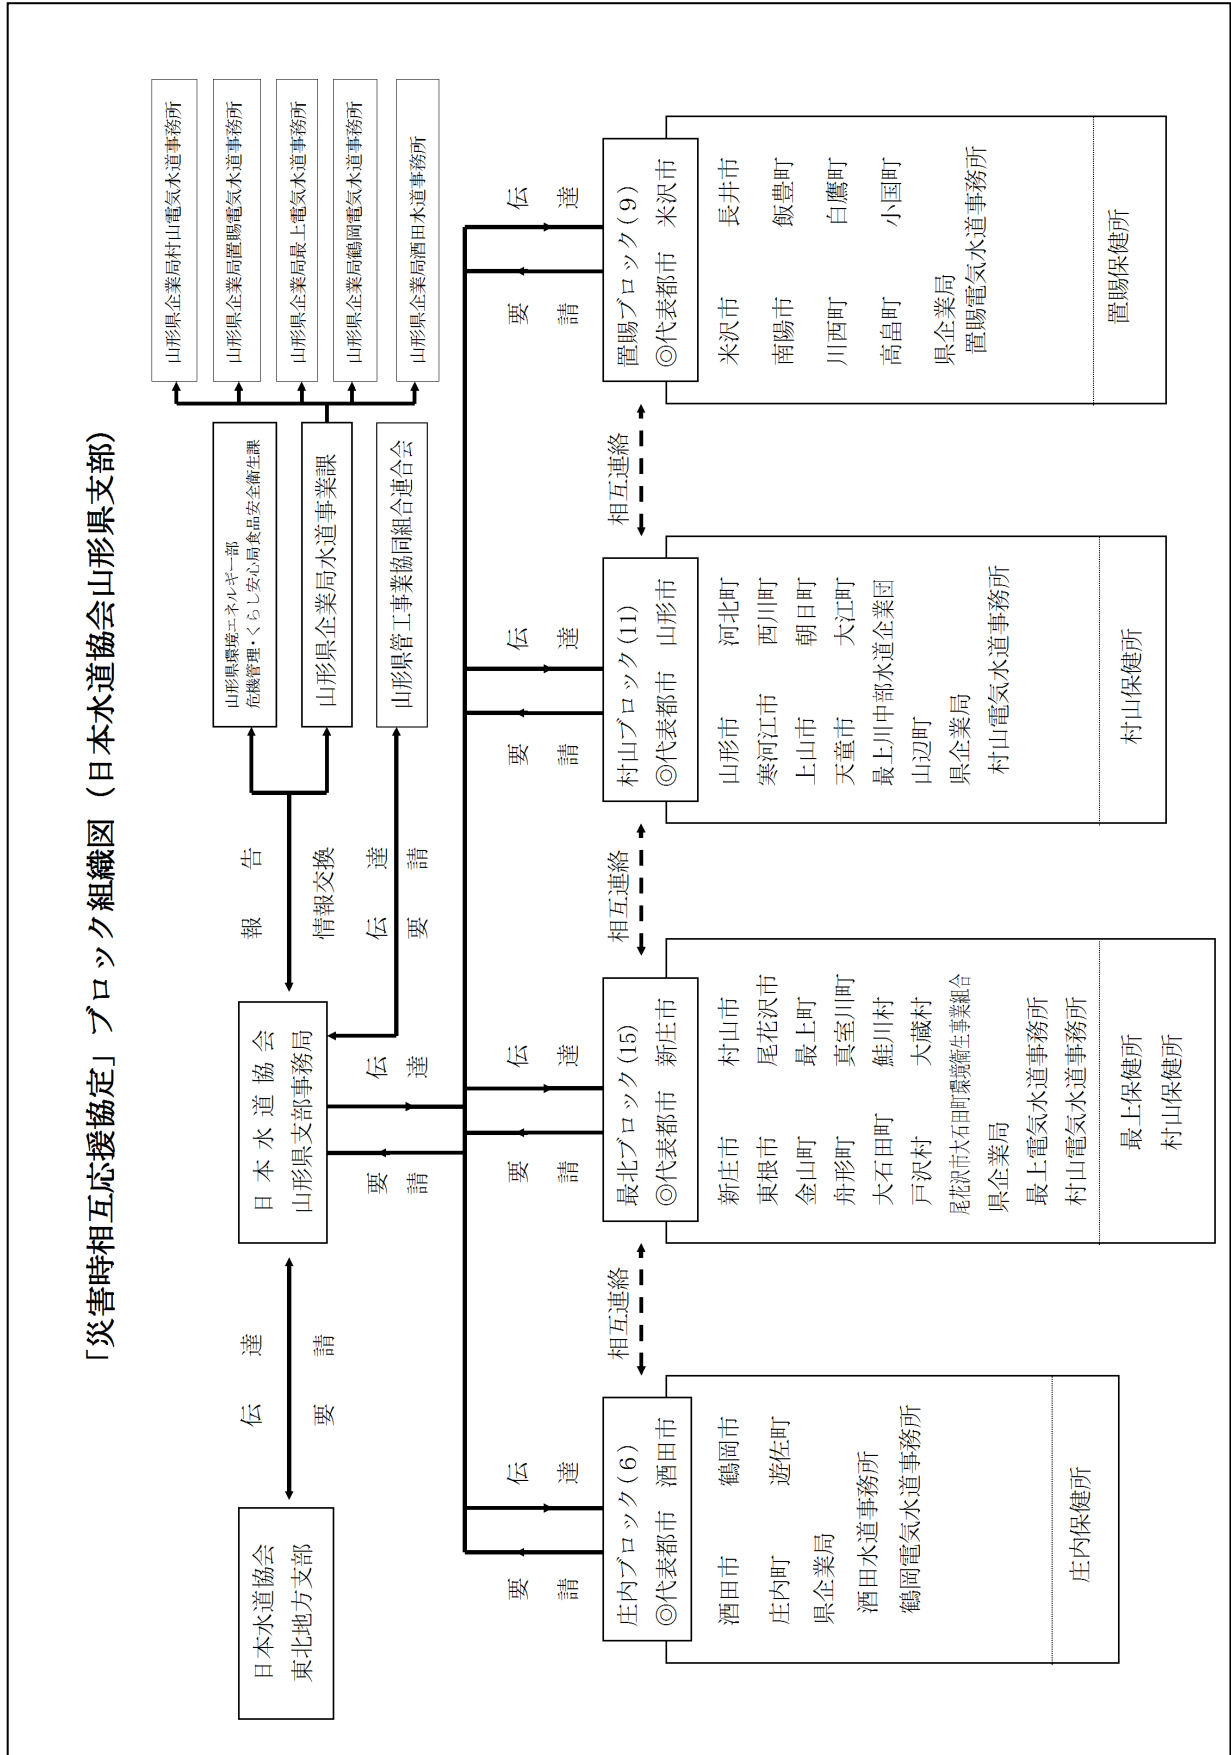 「災害時相互応援協定」ブロック組織図（日本水道協会山形県支部）
日本水道協会
東北地方支部
伝達
要請
日本水道協会
山形県支部事務局
報告
情報交換
伝達
要請
山形県環境エネルギー部
危機管理・くらし安心局食品安全衛生課
山形県企業局水道事業課
山形県管工事業協同組合連合会
山形県企業局村山電気水道事務所
山形県企業局置賜電気水道事務所
山形県企業局最上電気水道事務所
山形県企業局鶴岡電気水道事務所
山形県企業局酒田水道事務所
要請
伝達
要請
伝達
庄内ブロック(6)
◎代表都市　酒田市
酒田市　鶴岡市
庄内町　遊佐町
県企業局
酒田水道事務所
鶴岡電気水道事務所
庄内保健所
相互連絡
要請
伝達
最北ブロック(15)
◎代表都市　新庄市
新庄市　村山市
東根市　尾花沢市
金山町　最上町
舟形町　真室川町
大石田町　鮭川村
戸沢村　大蔵村
尾花沢市大石田町環境衛生事業組合
県企業局
最上電気水道事務所
村山電気水道事務所
最上保健所
村山保健所
相互連絡
要請
伝達
村山ブロック(11)
◎代表都市　山形市
山形市　河北町
寒河江市　西川町
上山市　朝日町
天童市　大江町
最上川中部水道企業団
山辺町
県企業局
村山電気水道事務所
村山保健所
相互連絡
要請
伝達
置賜ブロック(9)
◎代表都市　米沢市
米沢市　長井市
南陽市　飯豊町
川西町　白鷹町
高畠町　小国町
県企業局
置賜電気水道事務所
置賜保健所